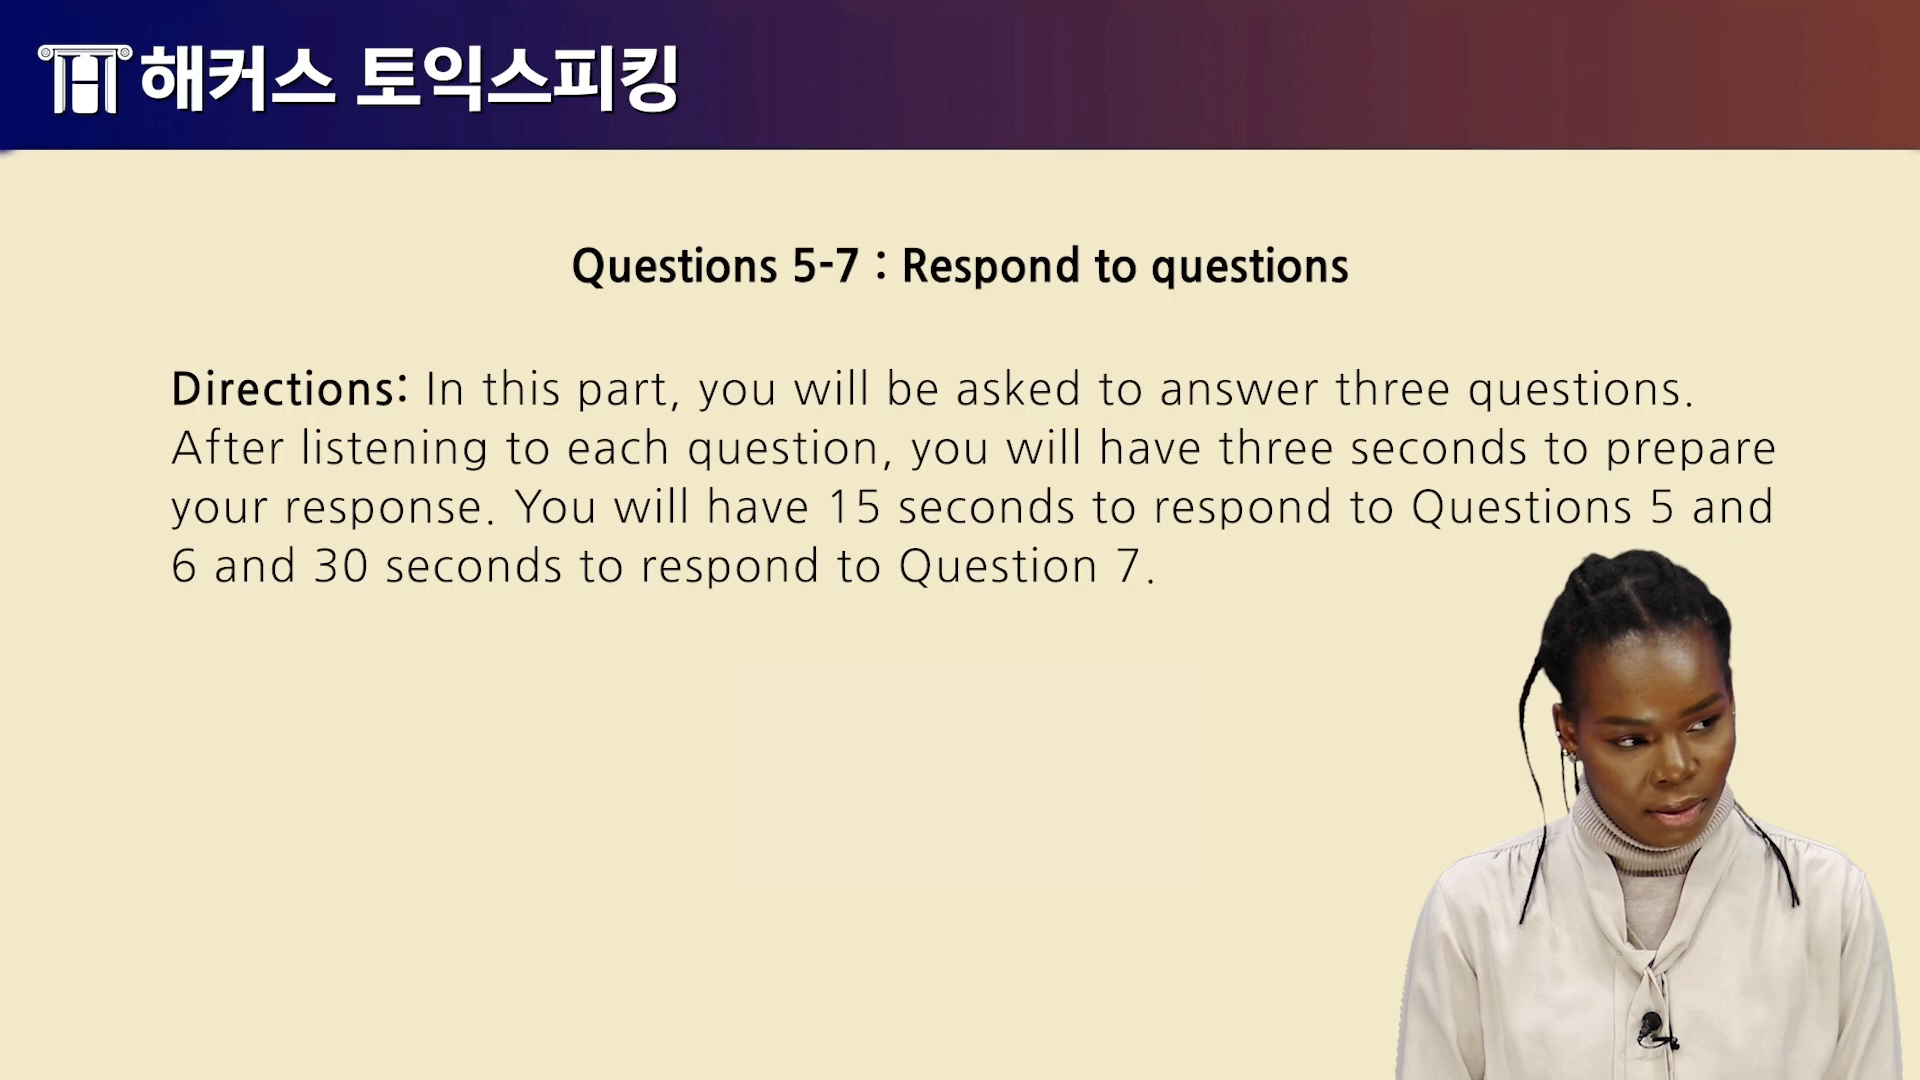 해커스 토익스피킹
Questions 5-7 : Respond to questions
Directions: In this part, you will be asked to answer three questions.
After listening to each question, you will have three seconds to prepare
your response. You will have 15 seconds to respond to Questions 5 and
6 and 30 seconds to respond to Question 7.